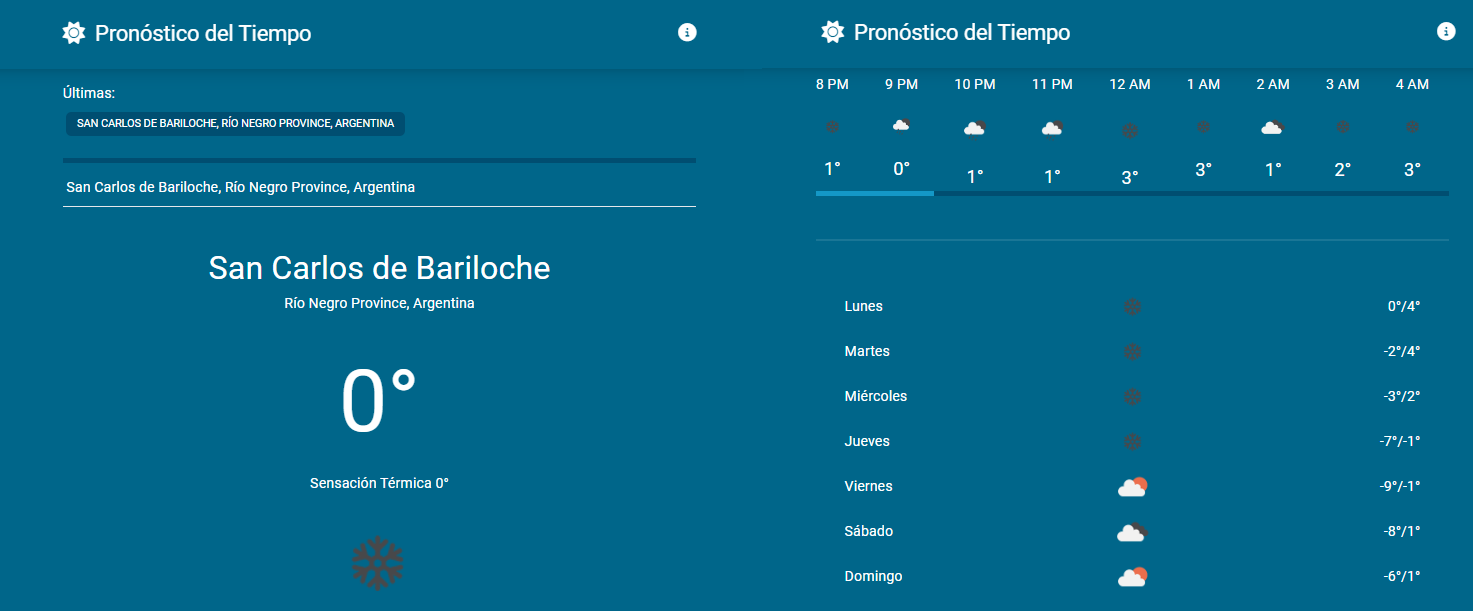 Pronóstico del Tiempo
Últimas:
SAN CARLOS DE BARILOCHE, RÍO NEGRO PROVINCE, ARGENTINA
San Carlos de Bariloche, Río Negro Province, Argentina
San Carlos de Bariloche
Río Negro Province, Argentina
0°
Sensación Térmica 0°
Pronóstico del Tiempo
8 PM 9 PM 10 PM 11 PM 12 AM 1 AM 2 AM 3 AM 4 AM
1° 0° 1° 1° 3° 3° 1° 2° 3°
Lunes 0°/4°
Martes -2°/4°
Miércoles -3°/2°
Jueves -7°/-1°
Viernes -9°/-1°
Sábado -8°/1°
Domingo -6°/1°